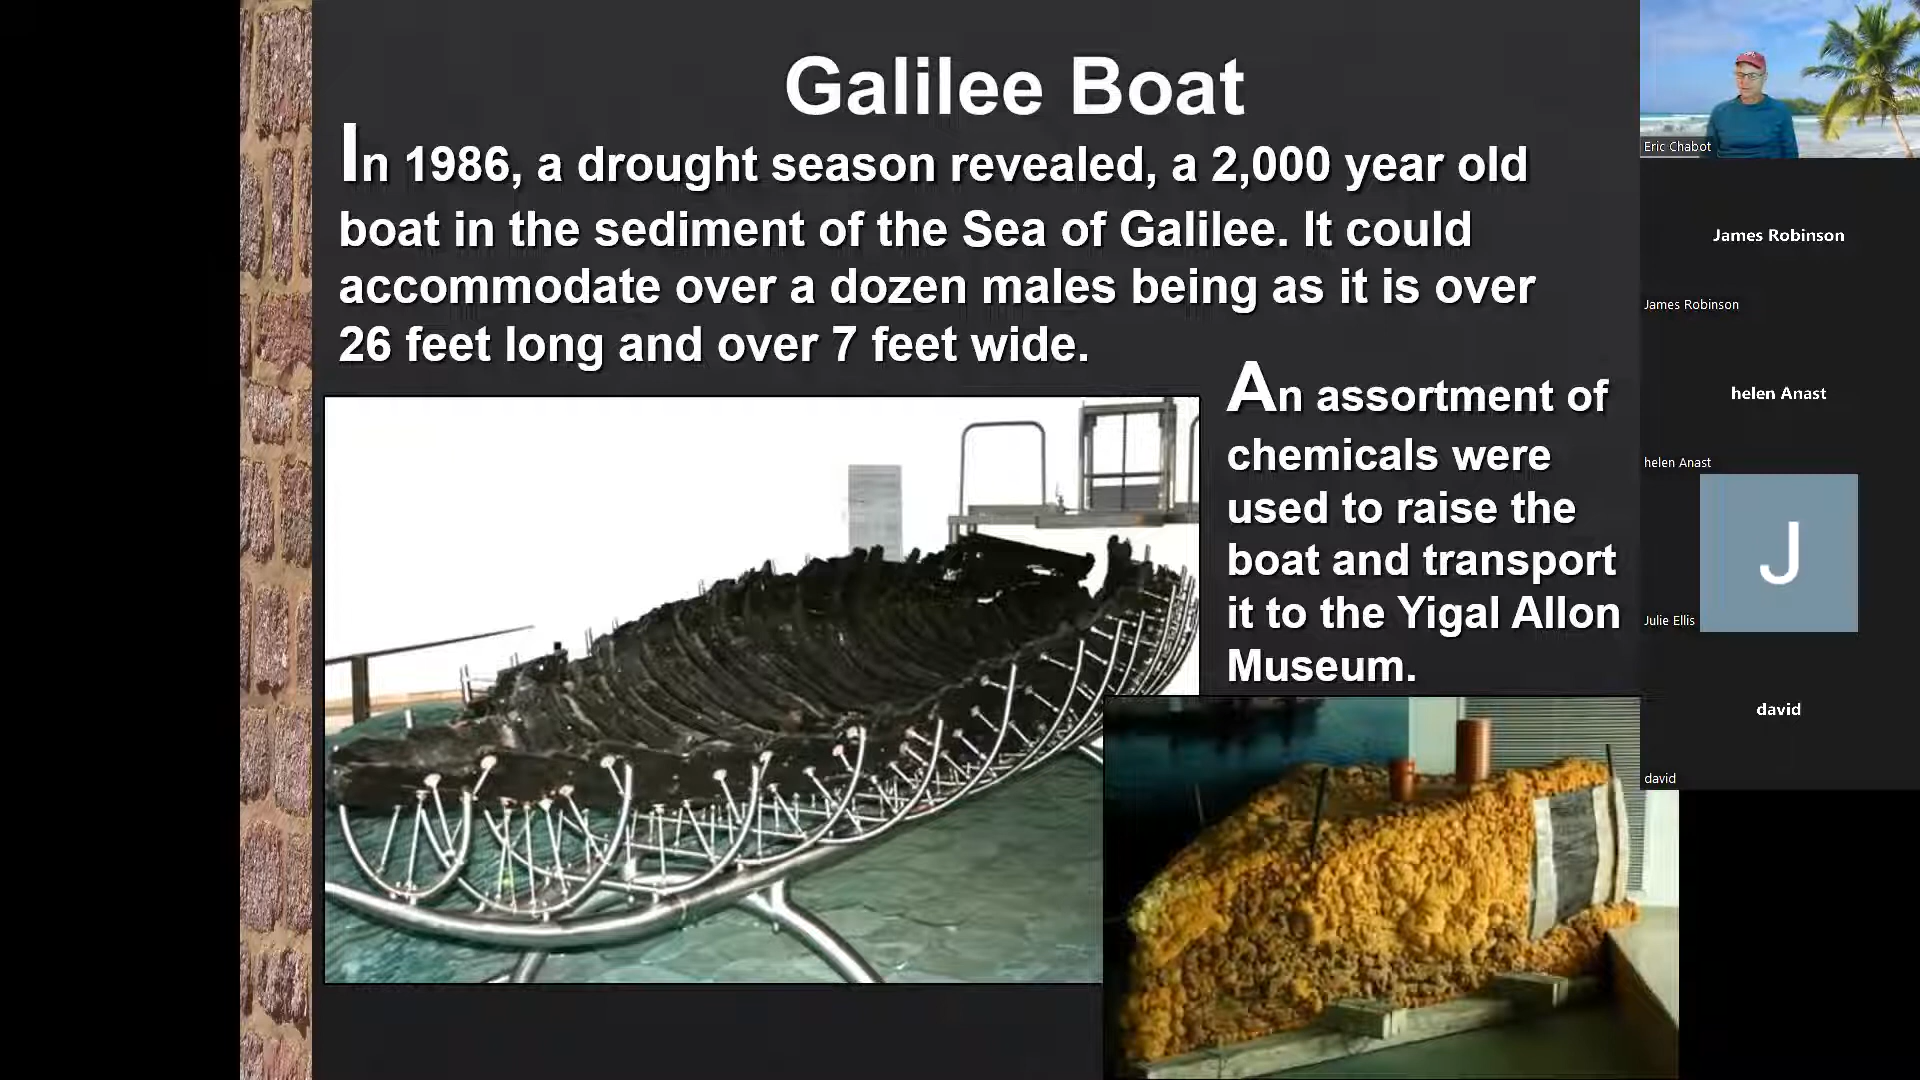 Galilee Boat
In 1986, a drought season revealed, a 2,000 year old
boat in the sediment of the Sea of Galilee. It could
accommodate over a dozen males being as it is over
26 feet long and over 7 feet wide.
An assortment of
chemicals were
used to raise the
boat and transport
it to the Yigal Allon
Museum.
Eric Chabot
James Robinson
James Robinson
helen Anast
helen Anast
J
Julie Ellis
david
david